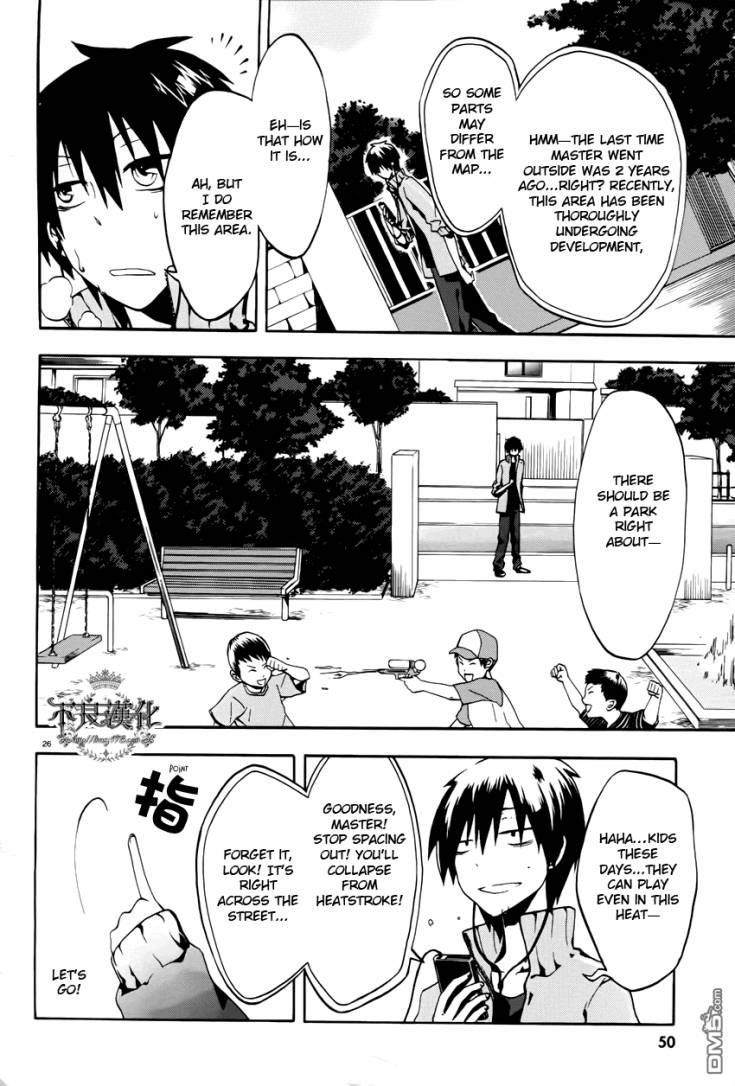 HMM—THE LAST TIME
MASTER WENT
OUTSIDE WAS 2 YEARS
AGO...RIGHT? RECENTLY,
THIS AREA HAS BEEN
THOROUGHLY
UNDERGOING
DEVELOPMENT,
SO SOME
PARTS
MAY
DIFFER
FROM THE
MAP...
EH—IS
THAT HOW
IT IS...
AH, BUT
I DO
REMEMBER
THIS AREA.
THERE
SHOULD BE
A PARK
RIGHT
ABOUT—
不良漢化
26
HAHA...KIDS
THESE
DAYS...THEY
CAN PLAY
EVEN IN THIS
HEAT—
GOODNESS,
MASTER!
STOP SPACING
OUT! YOU'LL
COLLAPSE
FROM
HEATSTROKE!
FORGET IT,
LOOK! IT'S
RIGHT
ACROSS THE
STREET...
POINT
指
LET'S
GO!
50
DM5.com